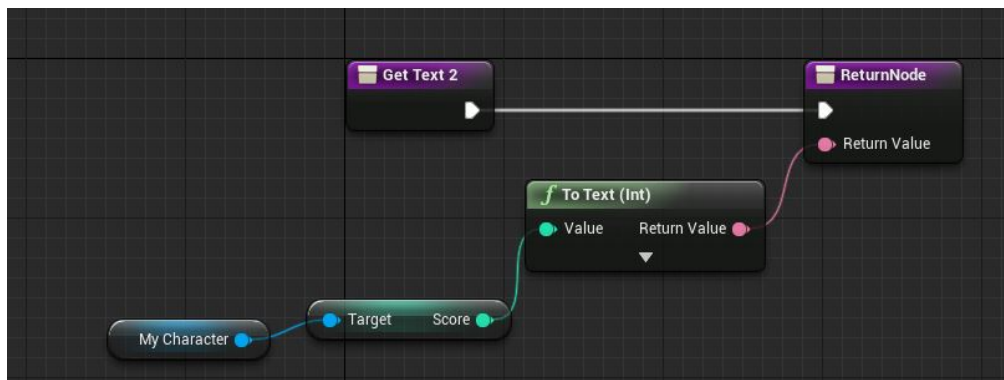 Get Text 2
ReturnNode
Return Value
f To Text (Int)
Value Return Value
Target Score
My Character